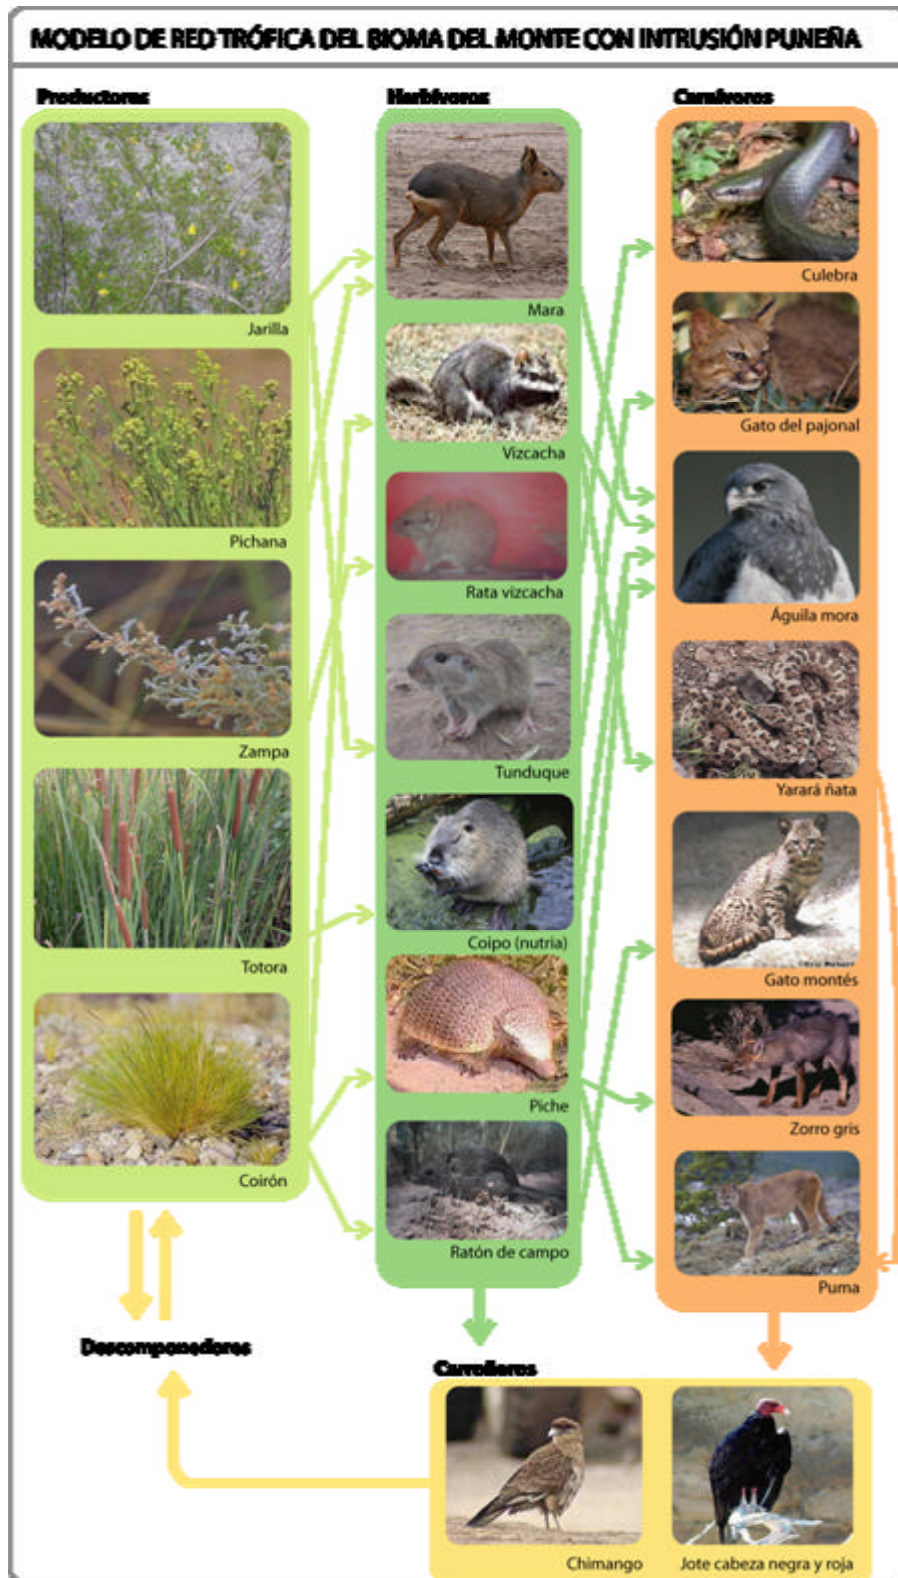 MODELO DE RED TRÓFICA DEL BIOMA DEL MONTE CON INTRUSIÓN PUNEÑA
Productores
Herbívoros
Carnívoros
Jarilla
Pichana
Zampa
Totora
Coirón
Mara
Vizcacha
Rata vizcacha
Tunduque
Coipo (nutria)
Piche
Ratón de campo
Culebra
Gato del pajonal
Águila mora
Yarará ñata
Gato montés
Zorro gris
Puma
Descomponedores
Carroñeros
Chimango
Jote cabeza negra y roja